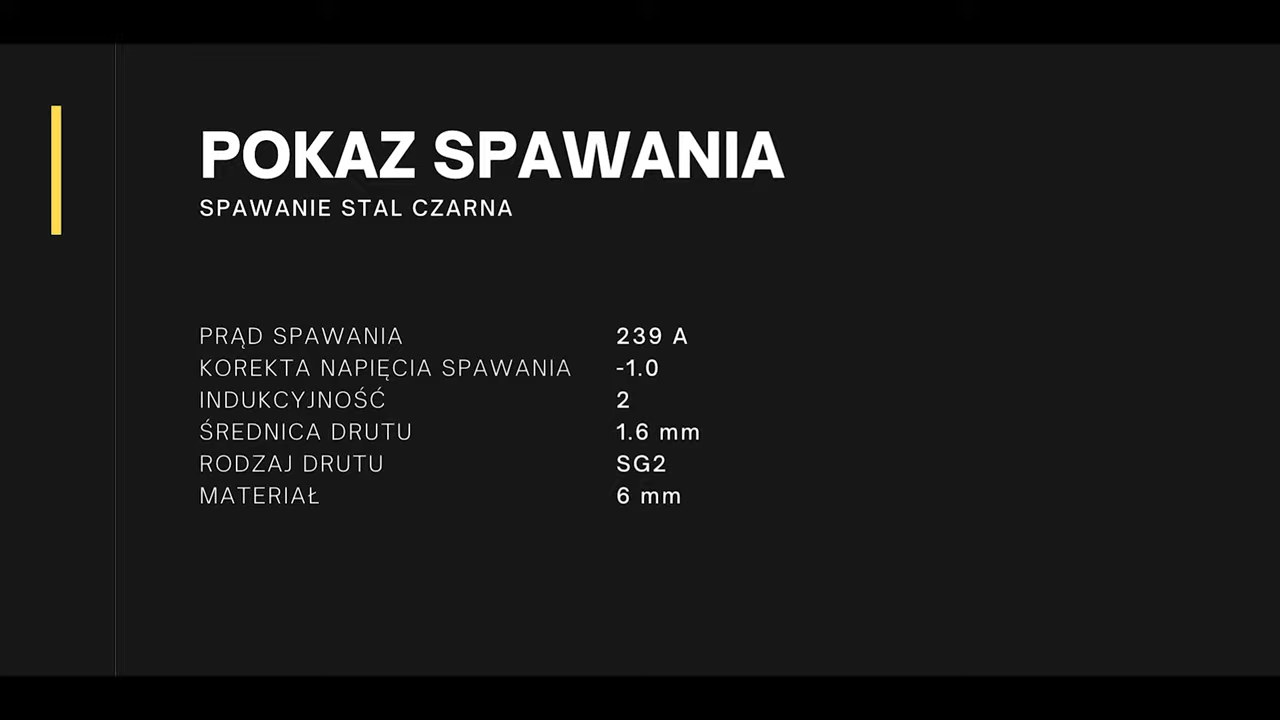 POKAZ SPAWANIA
SPAWANIE STAL CZARNA
PRĄD SPAWANIA 239 A
KOREKTA NAPIĘCIA SPAWANIA -1.0
INDUKCYJNOŚĆ 2
ŚREDNICA DRUTU 1.6 mm
RODZAJ DRUTU SG2
MATERIAŁ 6 mm